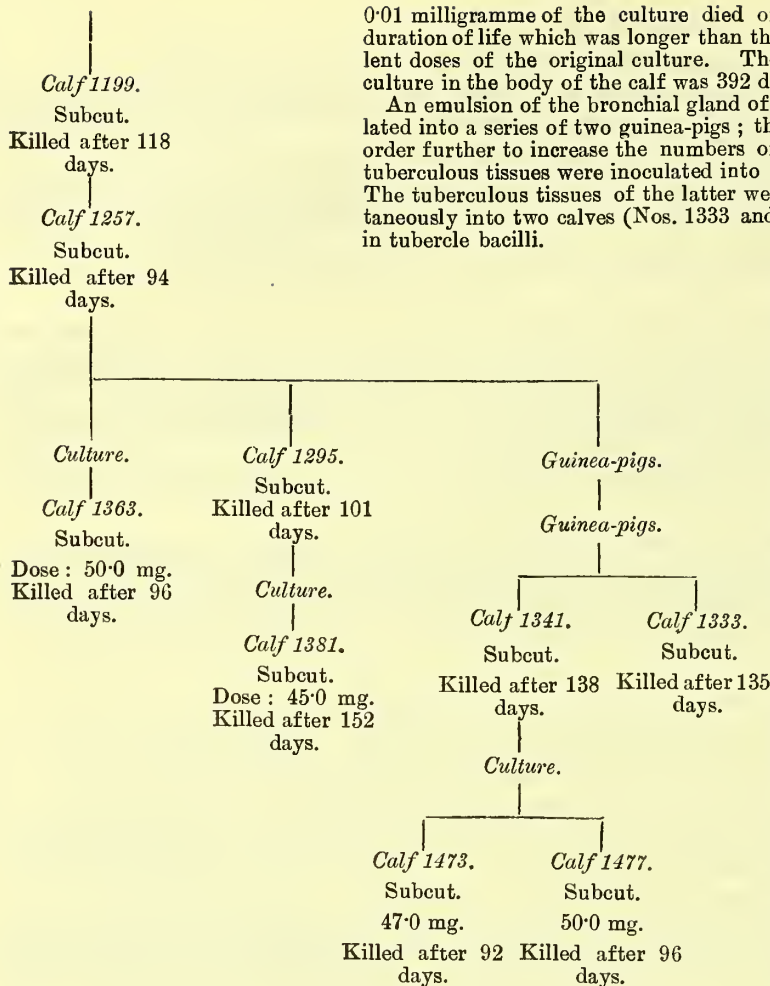 0·01 milligramme of the culture died o
duration of life which was longer than th
lent doses of the original culture. Th
culture in the body of the calf was 392 d
An emulsion of the bronchial gland of
lated into a series of two guinea-pigs ; th
order further to increase the numbers o
tuberculous tissues were inoculated into
The tuberculous tissues of the latter we
taneously into two calves (Nos. 1333 and
in tubercle bacilli.
Calf 1199.
Subcut.
Killed after 118
days.
Calf 1257.
Subcut.
Killed after 94
days.
Culture.
Calf 1363.
Subcut.
Dose : 50·0 mg.
Killed after 96
days.
Calf 1295.
Subcut.
Killed after 101
days.
Culture.
Calf 1381.
Subcut.
Dose : 45·0 mg.
Killed after 152
days.
Guinea-pigs.
Guinea-pigs.
Calf 1341.
Subcut.
Killed after 138
days.
Calf 1333.
Subcut.
Killed after 135
days.
Culture.
Calf 1473.
Subcut.
47·0 mg.
Killed after 92
days.
Calf 1477.
Subcut.
50·0 mg.
Killed after 96
days.